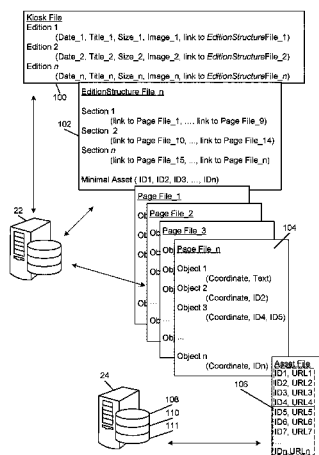 Kiosk File
Edition 1
(Date_1, Title_1, Size_1, Image_1, link to EditionStructureFile_1)
Edition 2
(Date_2, Title_2, Size_2, Image_2, link to EditionStructureFile_2)
Edition n
(Date_n, Title_n, Size_n, Image_n, link to EditionStructureFile_n)
100
EditionStructure File_n
Section 1
(link to Page File_1, ...., link to Page File_9)
102
Section 2
(link to Page File_10, ..., link to Page File_14)
Section n
(link to Page File_15, ..., link to Page File_n)
Minimal Asset ( ID1, ID2, ID3, ..., IDn)
Page File_1
Page File_2
Page File_3
Page File_n
104
22
Object 1
(Coordinate, Text)
Object 2
(Coordinate, ID2)
Object 3
(Coordinate, ID4, ID5)
...
Object n
(Coordinate, IDn)
24
108
110
111
106
Asset File
ID1, URL1
ID2, URL2
ID3, URL3
ID4, URL4
ID5, URL5
ID6, URL6
ID7, URL7
...
IDn, URLn